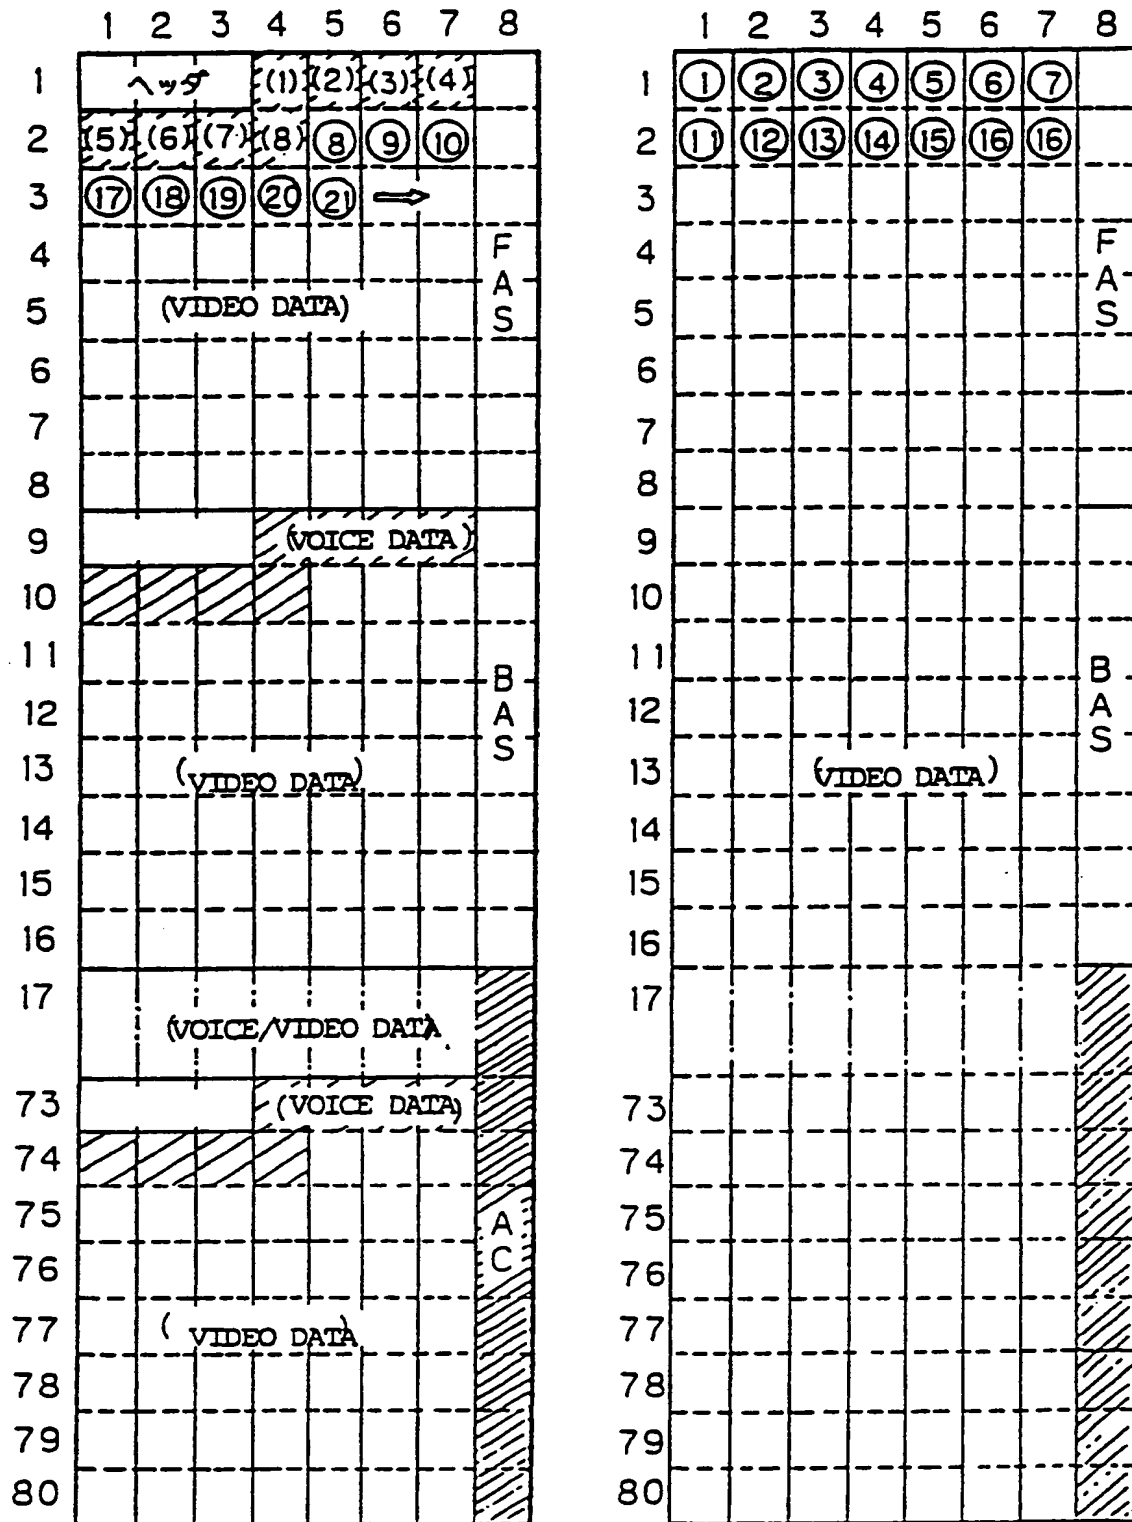 1 2 3 4 5 6 7 8
1 ヘッダ (1) (2) (3) (4)
2 (5) (6) (7) (8) ⑧ ⑨ ⑩
3 ⑰ ⑱ ⑲ ⑳ ㉑ ⇒
4
5 (VIDEO DATA)
FAS
6
7
8
9 (VOICE DATA)
10
11
12
BAS
13 (VIDEO DATA)
14
15
16
17
(VOICE/VIDEO DATA)
73 (VOICE DATA)
74
75
76
AC
77 (VIDEO DATA)
78
79
80
1 2 3 4 5 6 7 8
1 ① ② ③ ④ ⑤ ⑥ ⑦
2 ⑪ ⑫ ⑬ ⑭ ⑮ ⑯ ⑯
3
4
5
FAS
6
7
8
9
10
11
12
BAS
13 (VIDEO DATA)
14
15
16
17
73
74
75
76
77
78
79
80